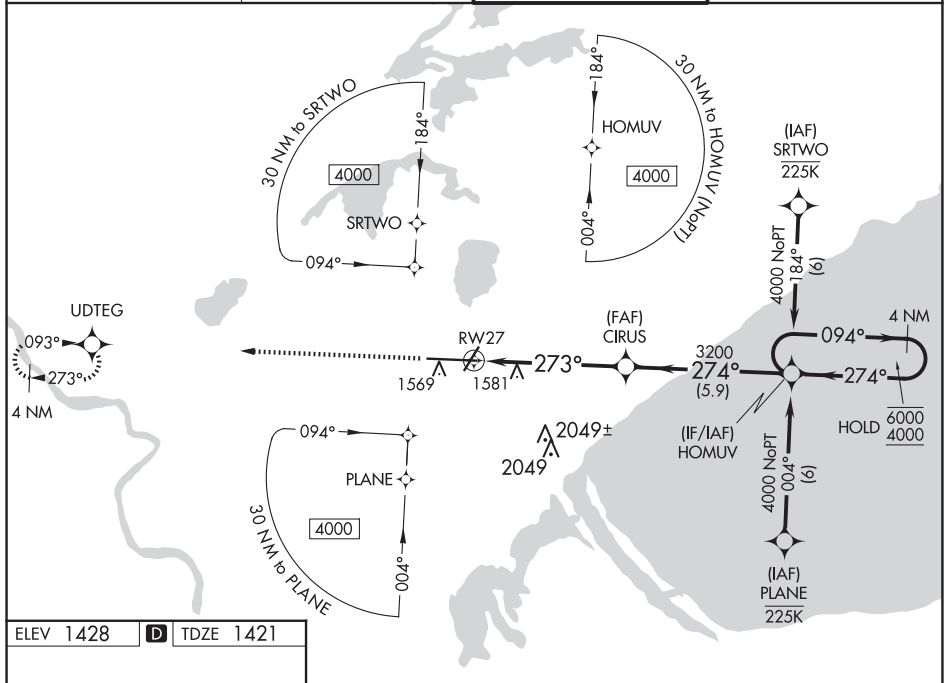 30 NM to SRTWO
184°
4000
SRTWO
094°
184°
HOMUV
30 NM to HOMUV (NoPT)
4000
004°
(IAF)
SRTWO
225K
4000 NoPT
184°
(6)
UDTEG
093°
273°
4 NM
RW27
1569
1581
273°
(FAF)
CIRUS
3200
274°
(5.9)
094°
4 NM
274°
HOLD
6000
4000
(IF/IAF)
HOMUV
2049±
2049
4000 NoPT
004°
(6)
(IAF)
PLANE
225K
094°
PLANE
4000
004°
30 NM to PLANE
ELEV 1428
D
TDZE 1421